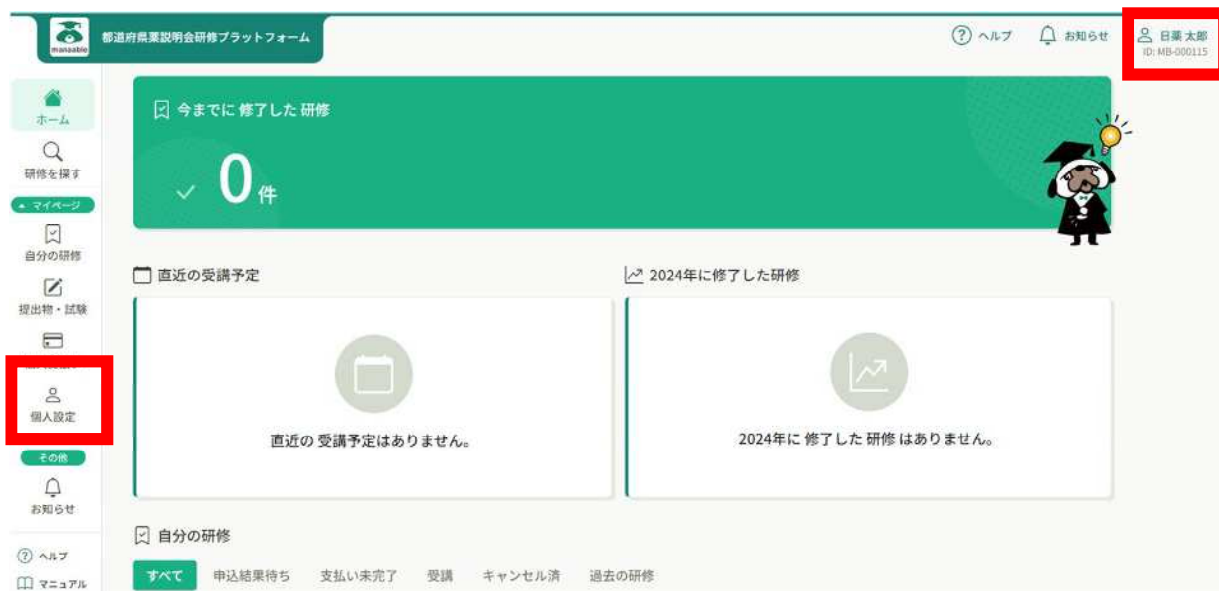 manaable
都道府県薬説明会研修プラットフォーム
ヘルプ
お知らせ
日薬 太郎
ID: MB-000115
ホーム
研修を探す
マイページ
自分の研修
提出物・試験
個人設定
その他
お知らせ
ヘルプ
マニュアル
今までに 修了した 研修
0件
直近の受講予定
直近の 受講予定はありません。
2024年に修了した研修
2024年に 修了した 研修 はありません。
自分の研修
すべて 申込結果待ち 支払い未完了 受講 キャンセル済 過去の研修